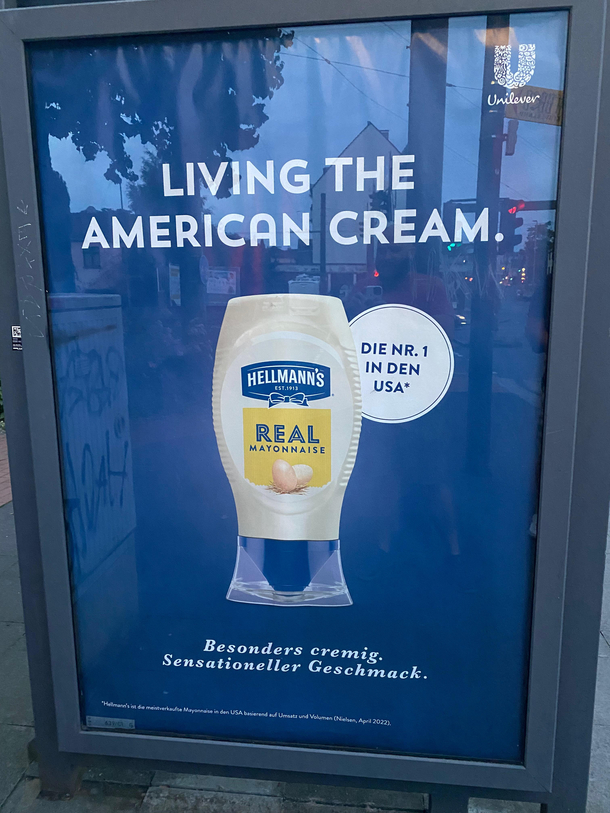 Unilever
LIVING THE
AMERICAN CREAM.
DIE NR. 1
IN DEN
USA*
HELLMANN'S
EST. 1913
REAL
MAYONNAISE
Besonders cremig.
Sensationeller Geschmack.
*Hellmann's ist die meistverkaufte Mayonnaise in den USA basierend auf Umsatz und Volumen (Nielsen, April 2022).